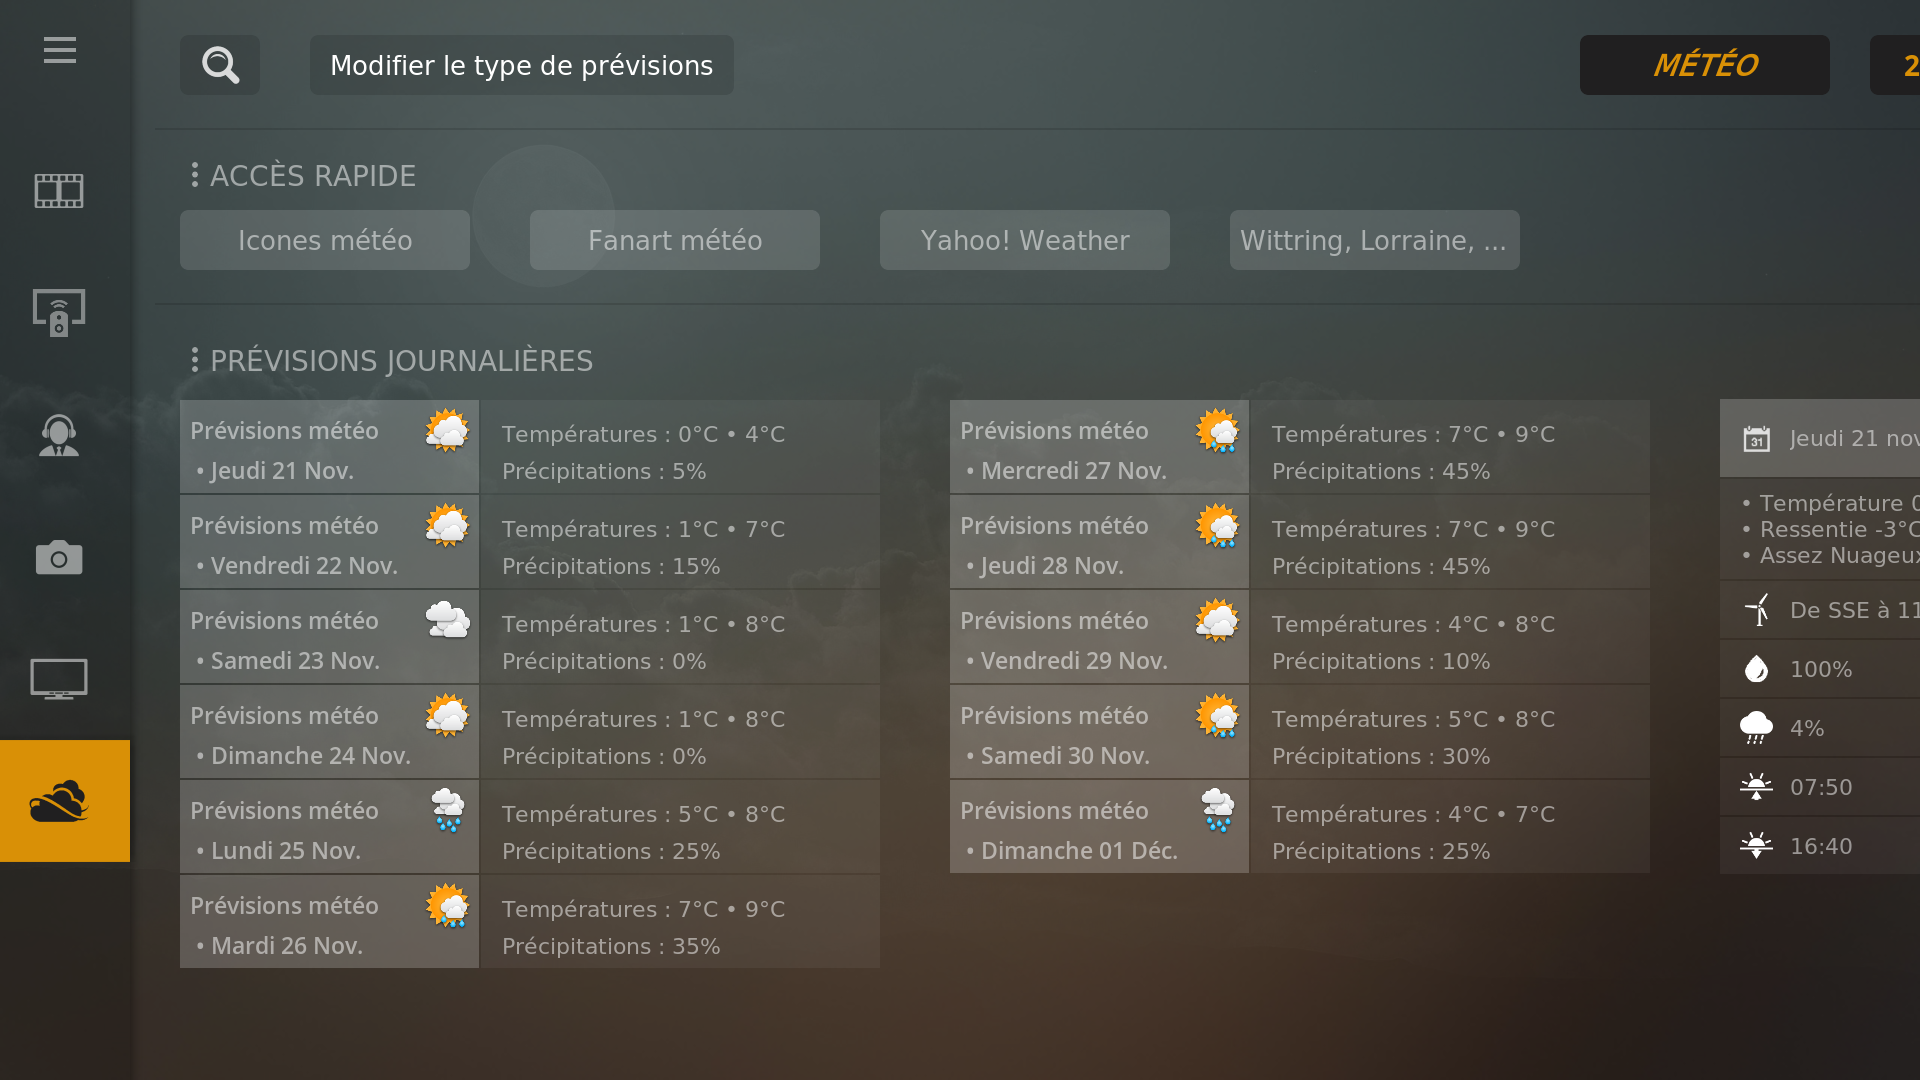 Modifier le type de prévisions
MÉTÉO
2
ACCÈS RAPIDE
Icones météo
Fanart météo
Yahoo! Weather
Wittring, Lorraine, ...
PRÉVISIONS JOURNALIÈRES
Prévisions météo
• Jeudi 21 Nov.
Températures : 0°C • 4°C
Précipitations : 5%
Prévisions météo
• Vendredi 22 Nov.
Températures : 1°C • 7°C
Précipitations : 15%
Prévisions météo
• Samedi 23 Nov.
Températures : 1°C • 8°C
Précipitations : 0%
Prévisions météo
• Dimanche 24 Nov.
Températures : 1°C • 8°C
Précipitations : 0%
Prévisions météo
• Lundi 25 Nov.
Températures : 5°C • 8°C
Précipitations : 25%
Prévisions météo
• Mardi 26 Nov.
Températures : 7°C • 9°C
Précipitations : 35%
Prévisions météo
• Mercredi 27 Nov.
Températures : 7°C • 9°C
Précipitations : 45%
Prévisions météo
• Jeudi 28 Nov.
Températures : 7°C • 9°C
Précipitations : 45%
Prévisions météo
• Vendredi 29 Nov.
Températures : 4°C • 8°C
Précipitations : 10%
Prévisions météo
• Samedi 30 Nov.
Températures : 5°C • 8°C
Précipitations : 30%
Prévisions météo
• Dimanche 01 Déc.
Températures : 4°C • 7°C
Précipitations : 25%
31
Jeudi 21 nov
• Température 0
• Ressentie -3°C
• Assez Nuageux
De SSE à 11
100%
4%
07:50
16:40